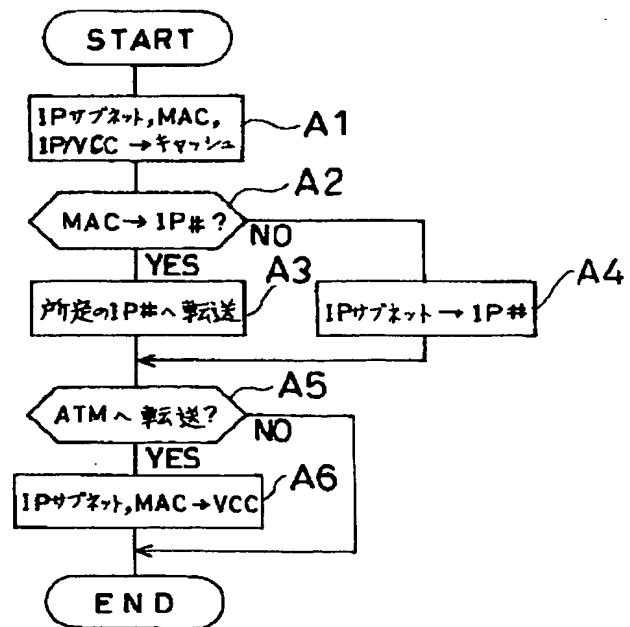 START
IPサブネット,MAC,
IP/VCC→キャッシュ
A1
A2
MAC→IP#?
NO
YES
A3
所定のIP#へ転送
IPサブネット→IP#
A4
A5
ATMへ転送?
NO
YES
A6
IPサブネット,MAC→VCC
END